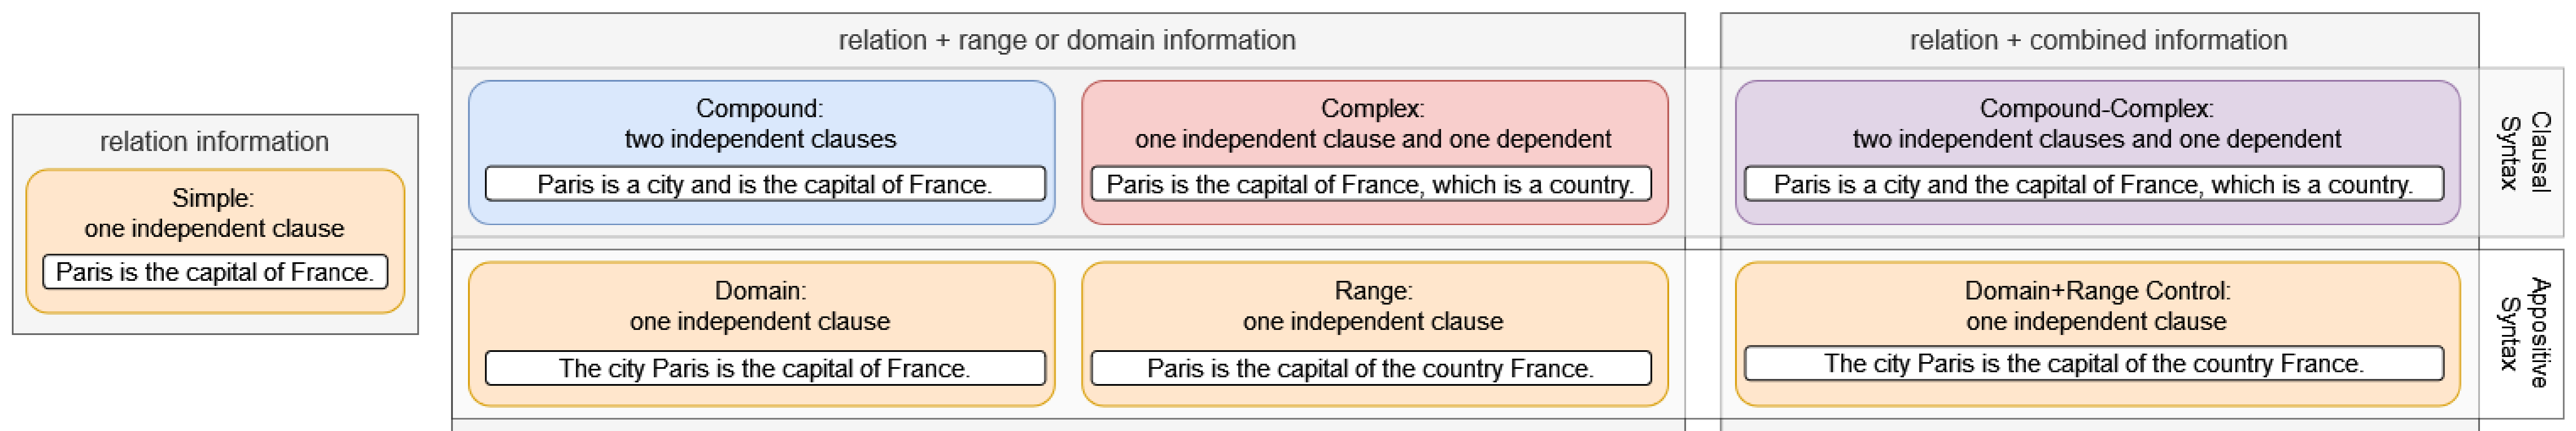 relation information
Simple:
one independent clause
Paris is the capital of France.
relation + range or domain information
Compound:
two independent clauses
Paris is a city and is the capital of France.
Complex:
one independent clause and one dependent
Paris is the capital of France, which is a country.
relation + combined information
Compound-Complex:
two independent clauses and one dependent
Paris is a city and the capital of France, which is a country.
Clausal
Syntax
Domain:
one independent clause
The city Paris is the capital of France.
Range:
one independent clause
Paris is the capital of the country France.
Domain+Range Control:
one independent clause
The city Paris is the capital of the country France.
Appositive
Syntax